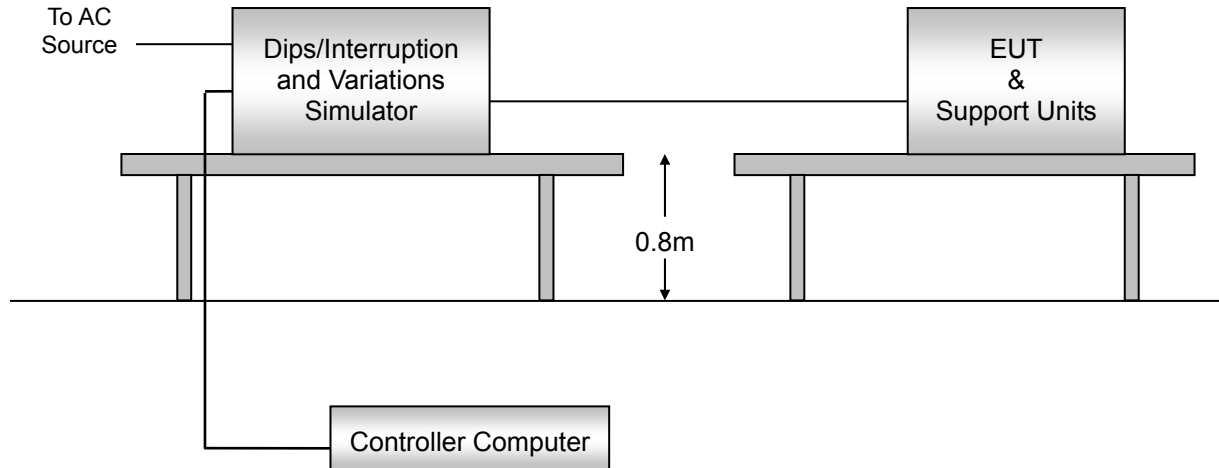 To AC
Source
Dips/Interruption
and Variations
Simulator
EUT
&
Support Units
0.8m
Controller Computer